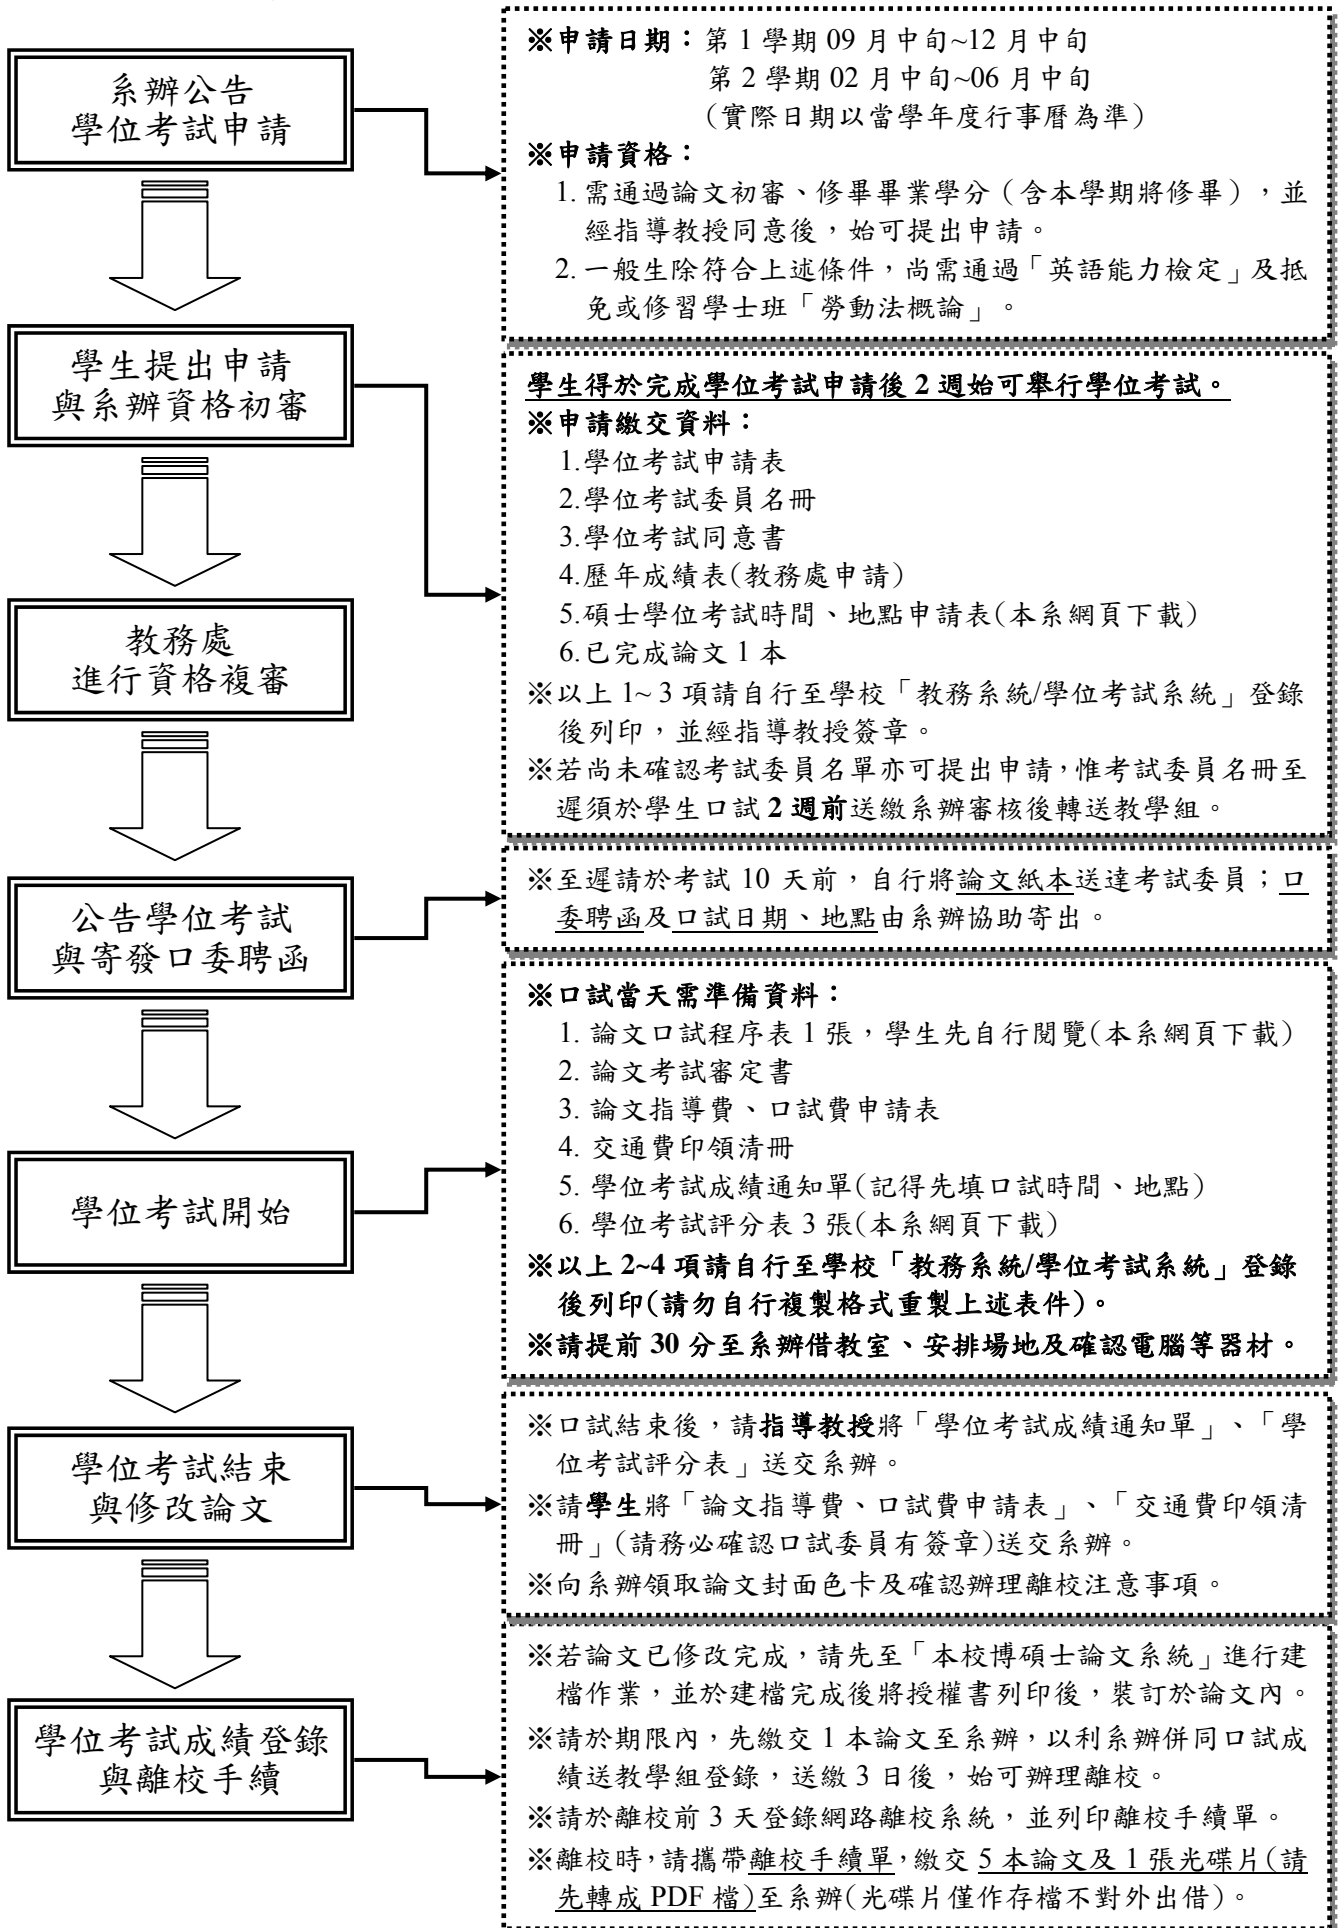 系辦公告
學位考試申請
※申請日期：第 1 學期 09 月中旬~12 月中旬
第 2 學期 02 月中旬~06 月中旬
(實際日期以當學年度行事曆為準)
※申請資格：
1. 需通過論文初審、修畢畢業學分（含本學期將修畢），並
經指導教授同意後，始可提出申請。
2. 一般生除符合上述條件，尚需通過「英語能力檢定」及抵
免或修習學士班「勞動法概論」。
學生提出申請
與系辦資格初審
學生得於完成學位考試申請後 2 週始可舉行學位考試。
※申請繳交資料：
1.學位考試申請表
2.學位考試委員名冊
3.學位考試同意書
4.歷年成績表(教務處申請)
5.碩士學位考試時間、地點申請表(本系網頁下載)
6.已完成論文 1 本
※以上 1~ 3 項請自行至學校「教務系統/學位考試系統」登錄
後列印，並經指導教授簽章。
※若尚未確認考試委員名單亦可提出申請，惟考試委員名冊至
遲須於學生口試 2 週前送繳系辦審核後轉送教學組。
教務處
進行資格複審
公告學位考試
與寄發口委聘函
※至遲請於考試 10 天前，自行將論文紙本送達考試委員；口
委聘函及口試日期、地點由系辦協助寄出。
學位考試開始
※口試當天需準備資料：
1. 論文口試程序表 1 張，學生先自行閱覽(本系網頁下載)
2. 論文考試審定書
3. 論文指導費、口試費申請表
4. 交通費印領清冊
5. 學位考試成績通知單(記得先填口試時間、地點)
6. 學位考試評分表 3 張(本系網頁下載)
※以上 2~4 項請自行至學校「教務系統/學位考試系統」登錄
後列印(請勿自行複製格式重製上述表件)。
※請提前 30 分至系辦借教室、安排場地及確認電腦等器材。
學位考試結束
與修改論文
※口試結束後，請指導教授將「學位考試成績通知單」、「學
位考試評分表」送交系辦。
※請學生將「論文指導費、口試費申請表」、「交通費印領清
冊」(請務必確認口試委員有簽章)送交系辦。
※向系辦領取論文封面色卡及確認辦理離校注意事項。
學位考試成績登錄
與離校手續
※若論文已修改完成，請先至「本校博碩士論文系統」進行建
檔作業，並於建檔完成後將授權書列印後，裝訂於論文內。
※請於期限內，先繳交 1 本論文至系辦，以利系辦併同口試成
績送教學組登錄，送繳 3 日後，始可辦理離校。
※請於離校前 3 天登錄網路離校系統，並列印離校手續單。
※離校時，請攜帶離校手續單，繳交 5 本論文及 1 張光碟片(請
先轉成 PDF 檔)至系辦(光碟片僅作存檔不對外出借)。